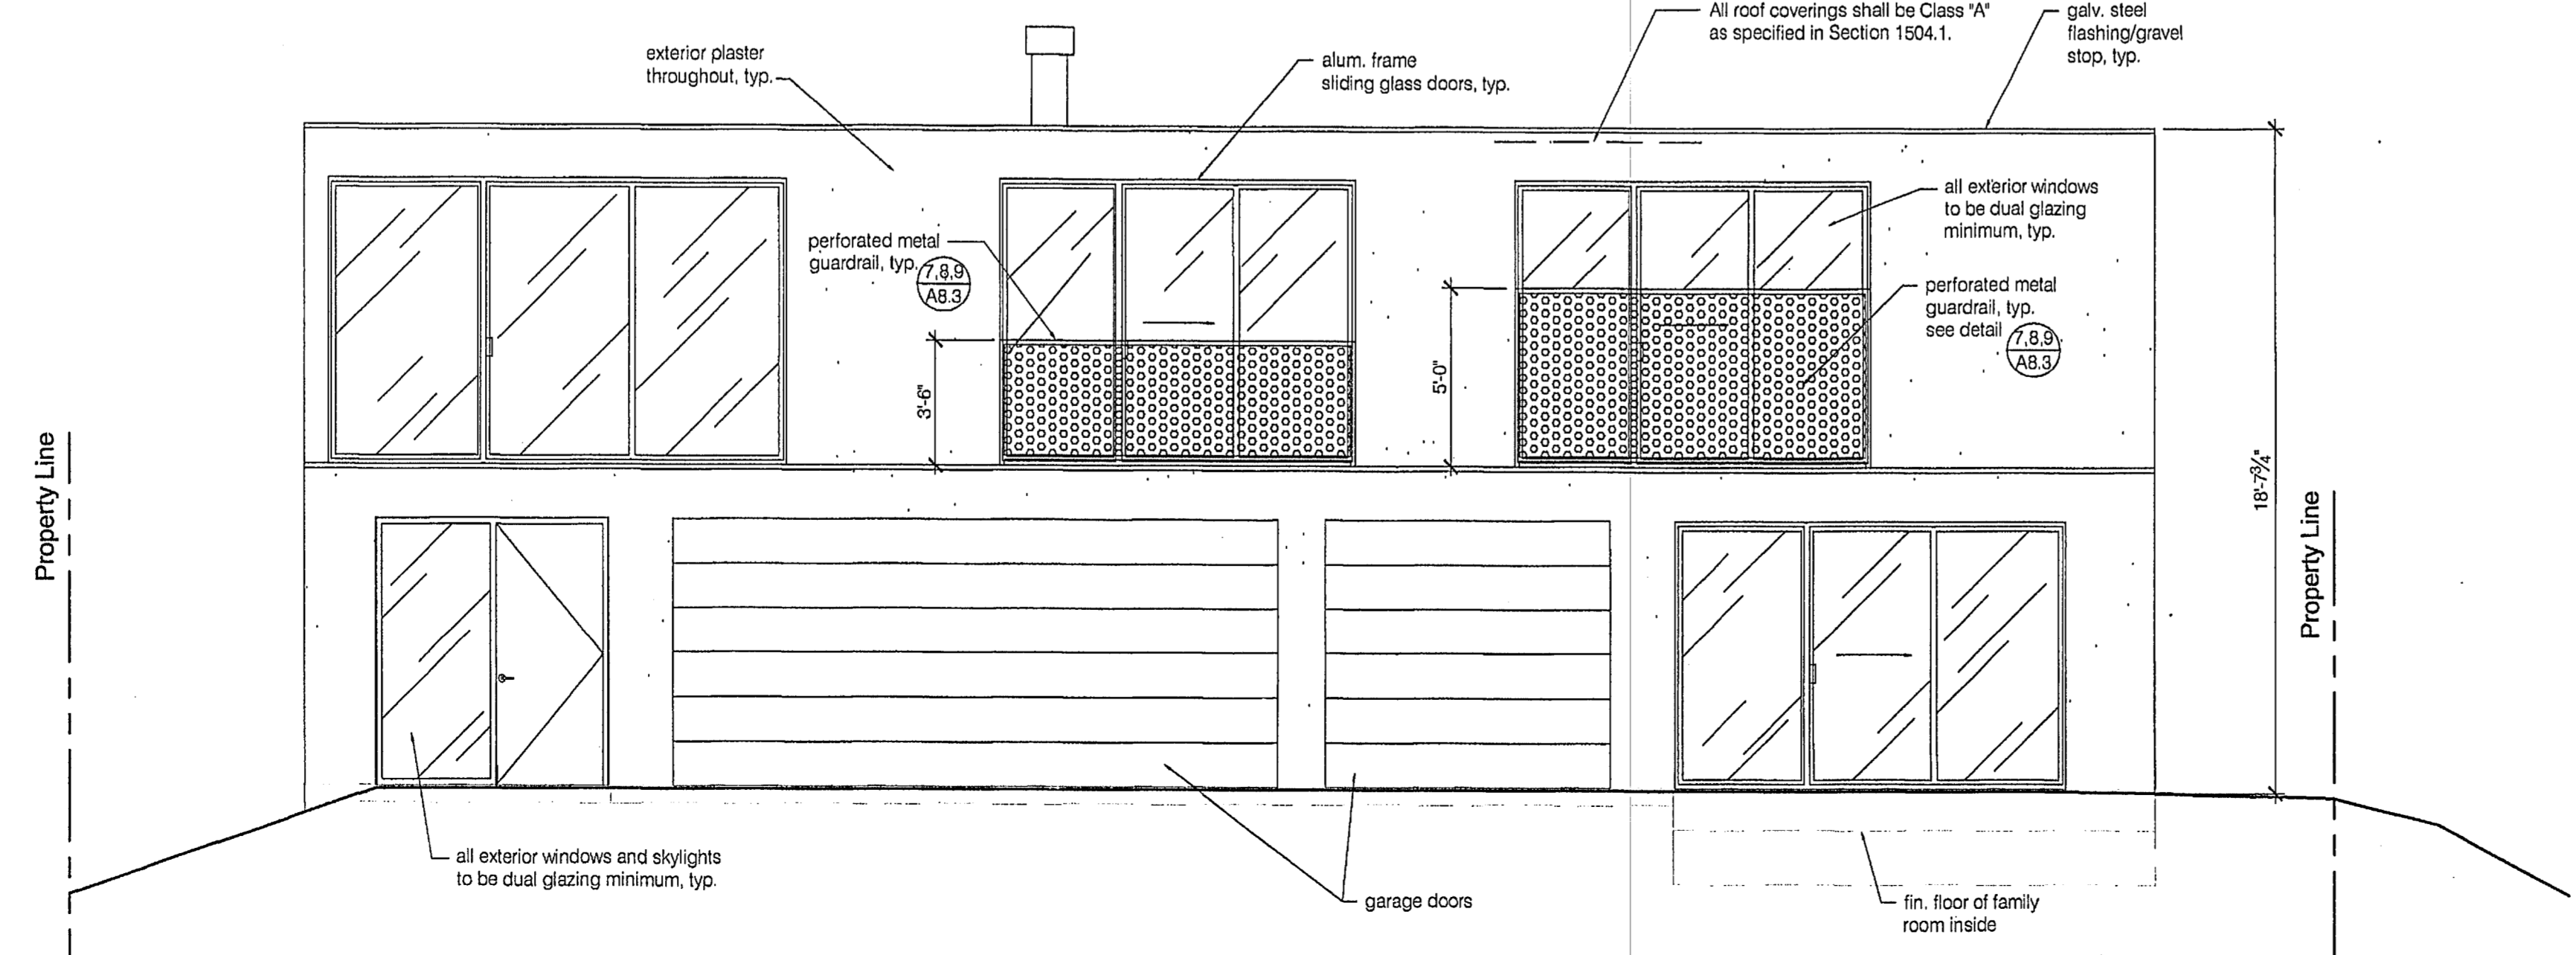 All roof coverings shall be Class "A"
as specified in Section 1504.1.
galv. steel
flashing/gravel
stop, typ.
exterior plaster
throughout, typ.
alum. frame
sliding glass doors, typ.
all exterior windows
to be dual glazing
minimum, typ.
perforated metal
guardrail, typ.
7,8,9
A8.3
perforated metal
guardrail, typ.
see detail
7,8,9
A8.3
3'-6"
5'-0"
18'-7¾"
Property Line
Property Line
all exterior windows and skylights
to be dual glazing minimum, typ.
garage doors
fin. floor of family
room inside